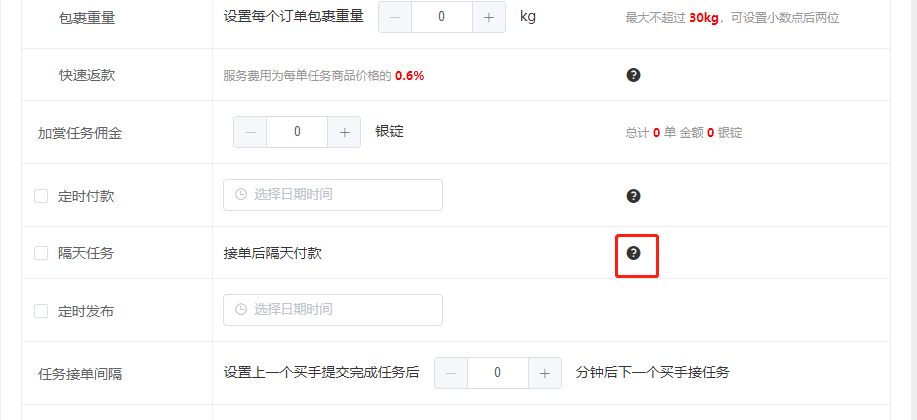 包裹重量 设置每个订单包裹重量 － 0 ＋ kg 最大不超过 30kg，可设置小数点后两位
快速返款 服务费用为每单任务商品价格的 0.6% ?
加赏任务佣金 － 0 ＋ 银锭 总计 0 单 金额 0 银锭
定时付款 选择日期时间 ?
隔天任务 接单后隔天付款 ?
定时发布 选择日期时间
任务接单间隔 设置上一个买手提交完成任务后 － 0 ＋ 分钟后下一个买手接任务